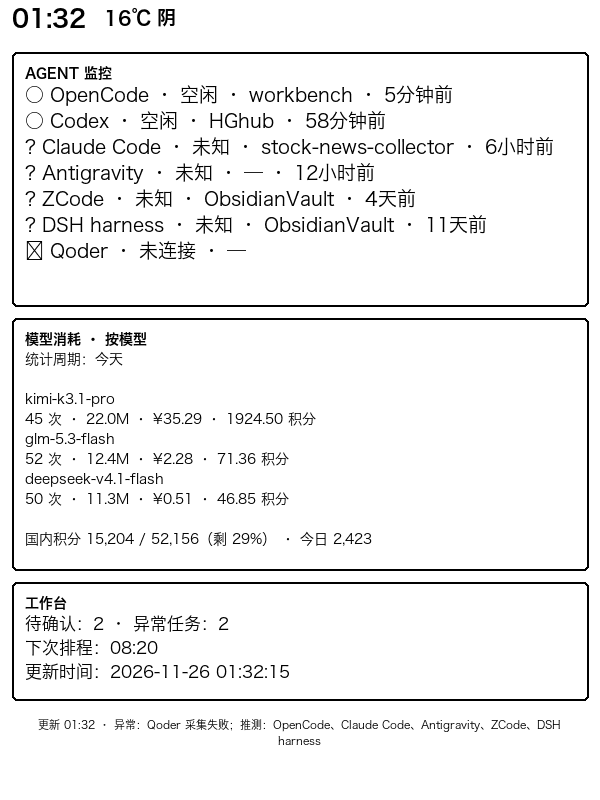 01:32 16℃ 阴
AGENT 监控
○ OpenCode · 空闲 · workbench · 5分钟前
○ Codex · 空闲 · HGhub · 58分钟前
? Claude Code · 未知 · stock-news-collector · 6小时前
? Antigravity · 未知 · — · 12小时前
? ZCode · 未知 · ObsidianVault · 4天前
? DSH harness · 未知 · ObsidianVault · 11天前
☒ Qoder · 未连接 · —
模型消耗 · 按模型
统计周期：今天
kimi-k3.1-pro
45 次 · 22.0M · ¥35.29 · 1924.50 积分
glm-5.3-flash
52 次 · 12.4M · ¥2.28 · 71.36 积分
deepseek-v4.1-flash
50 次 · 11.3M · ¥0.51 · 46.85 积分
国内积分 15,204 / 52,156（剩 29%） · 今日 2,423
工作台
待确认：2 · 异常任务：2
下次排程：08:20
更新时间：2026-11-26 01:32:15
更新 01:32 · 异常：Qoder 采集失败；推测：OpenCode、Claude Code、Antigravity、ZCode、DSH
harness